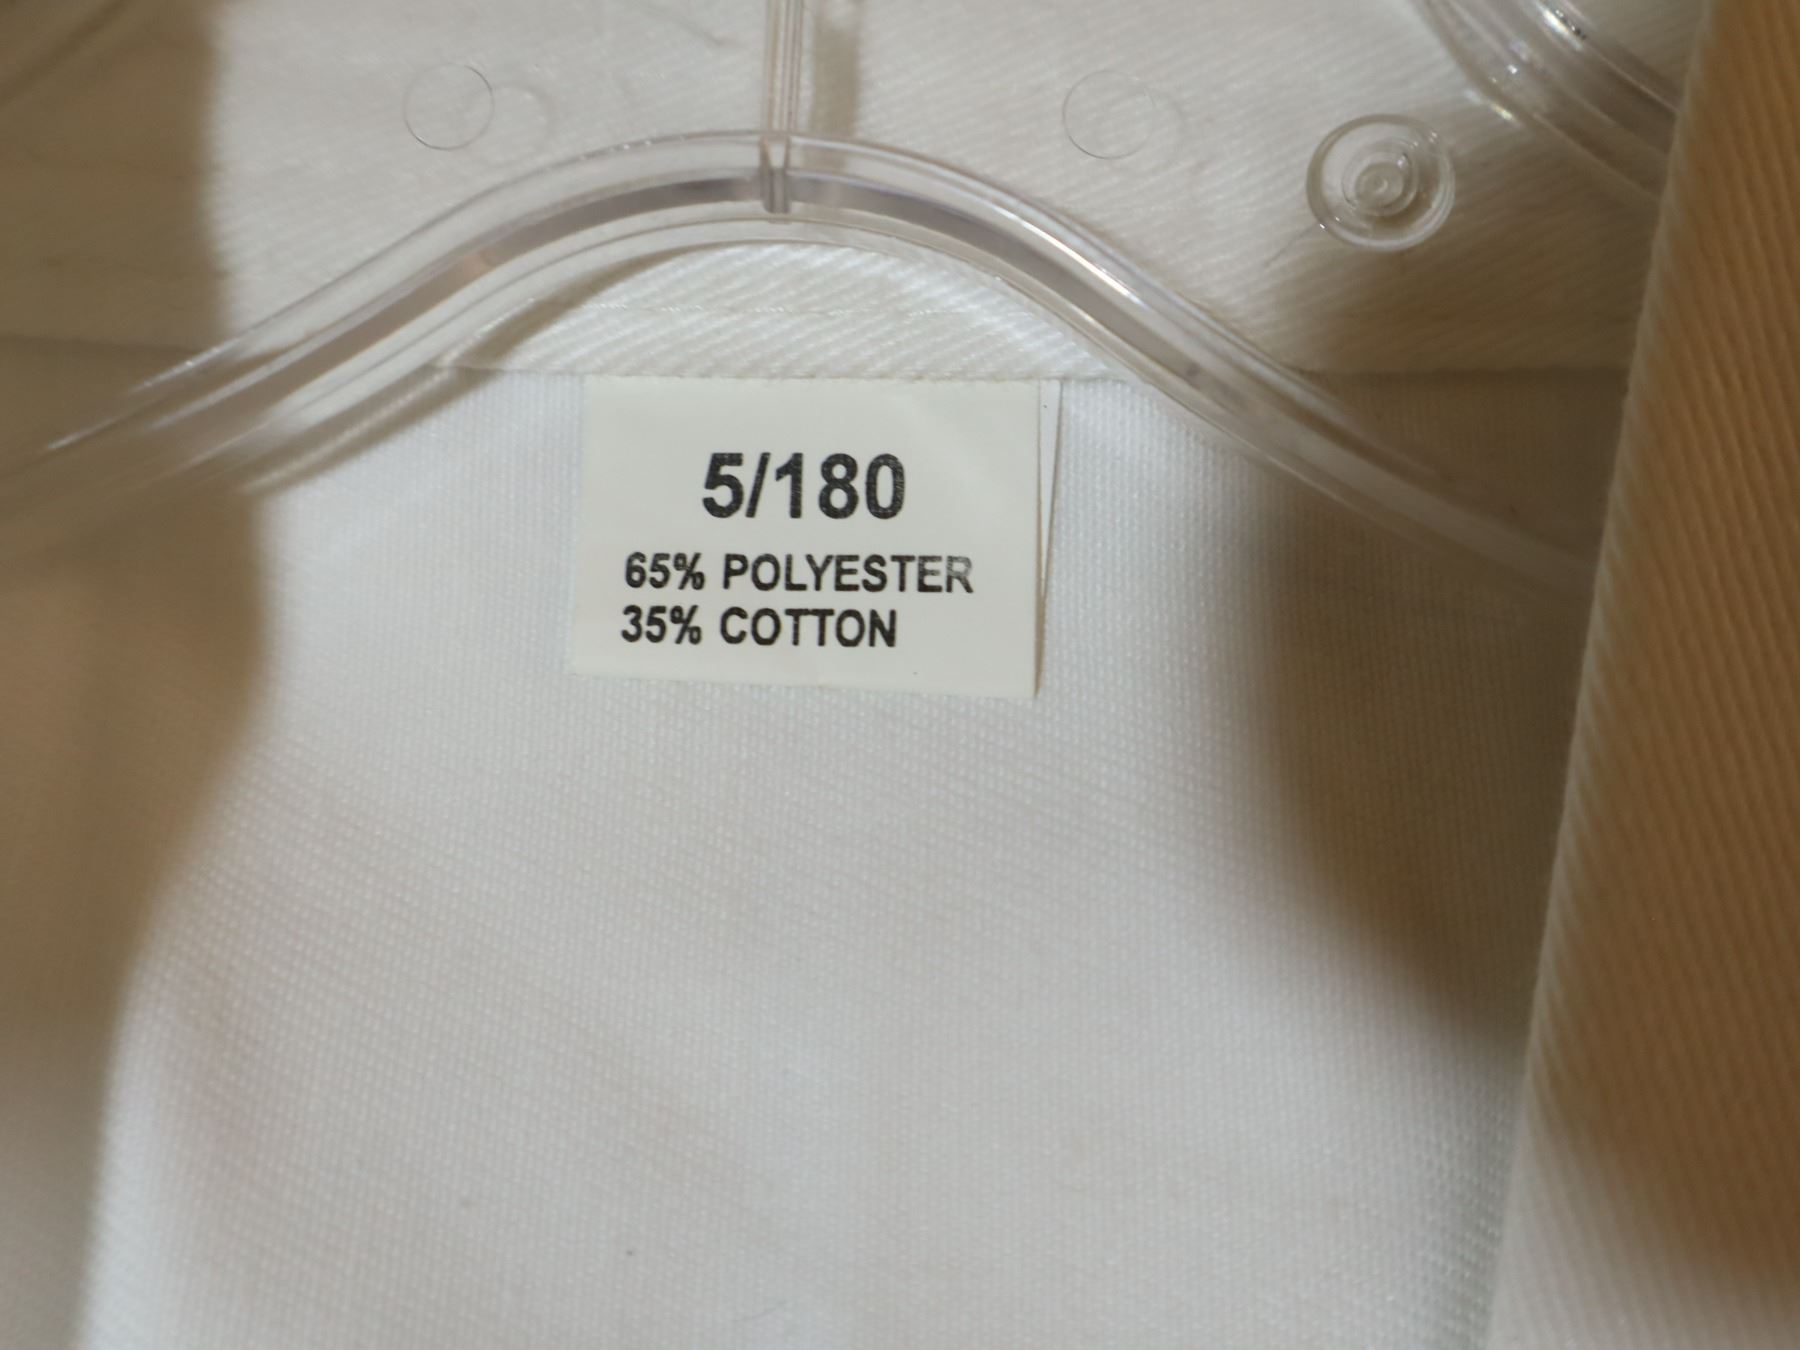 5/180
65% POLYESTER
35% COTTON